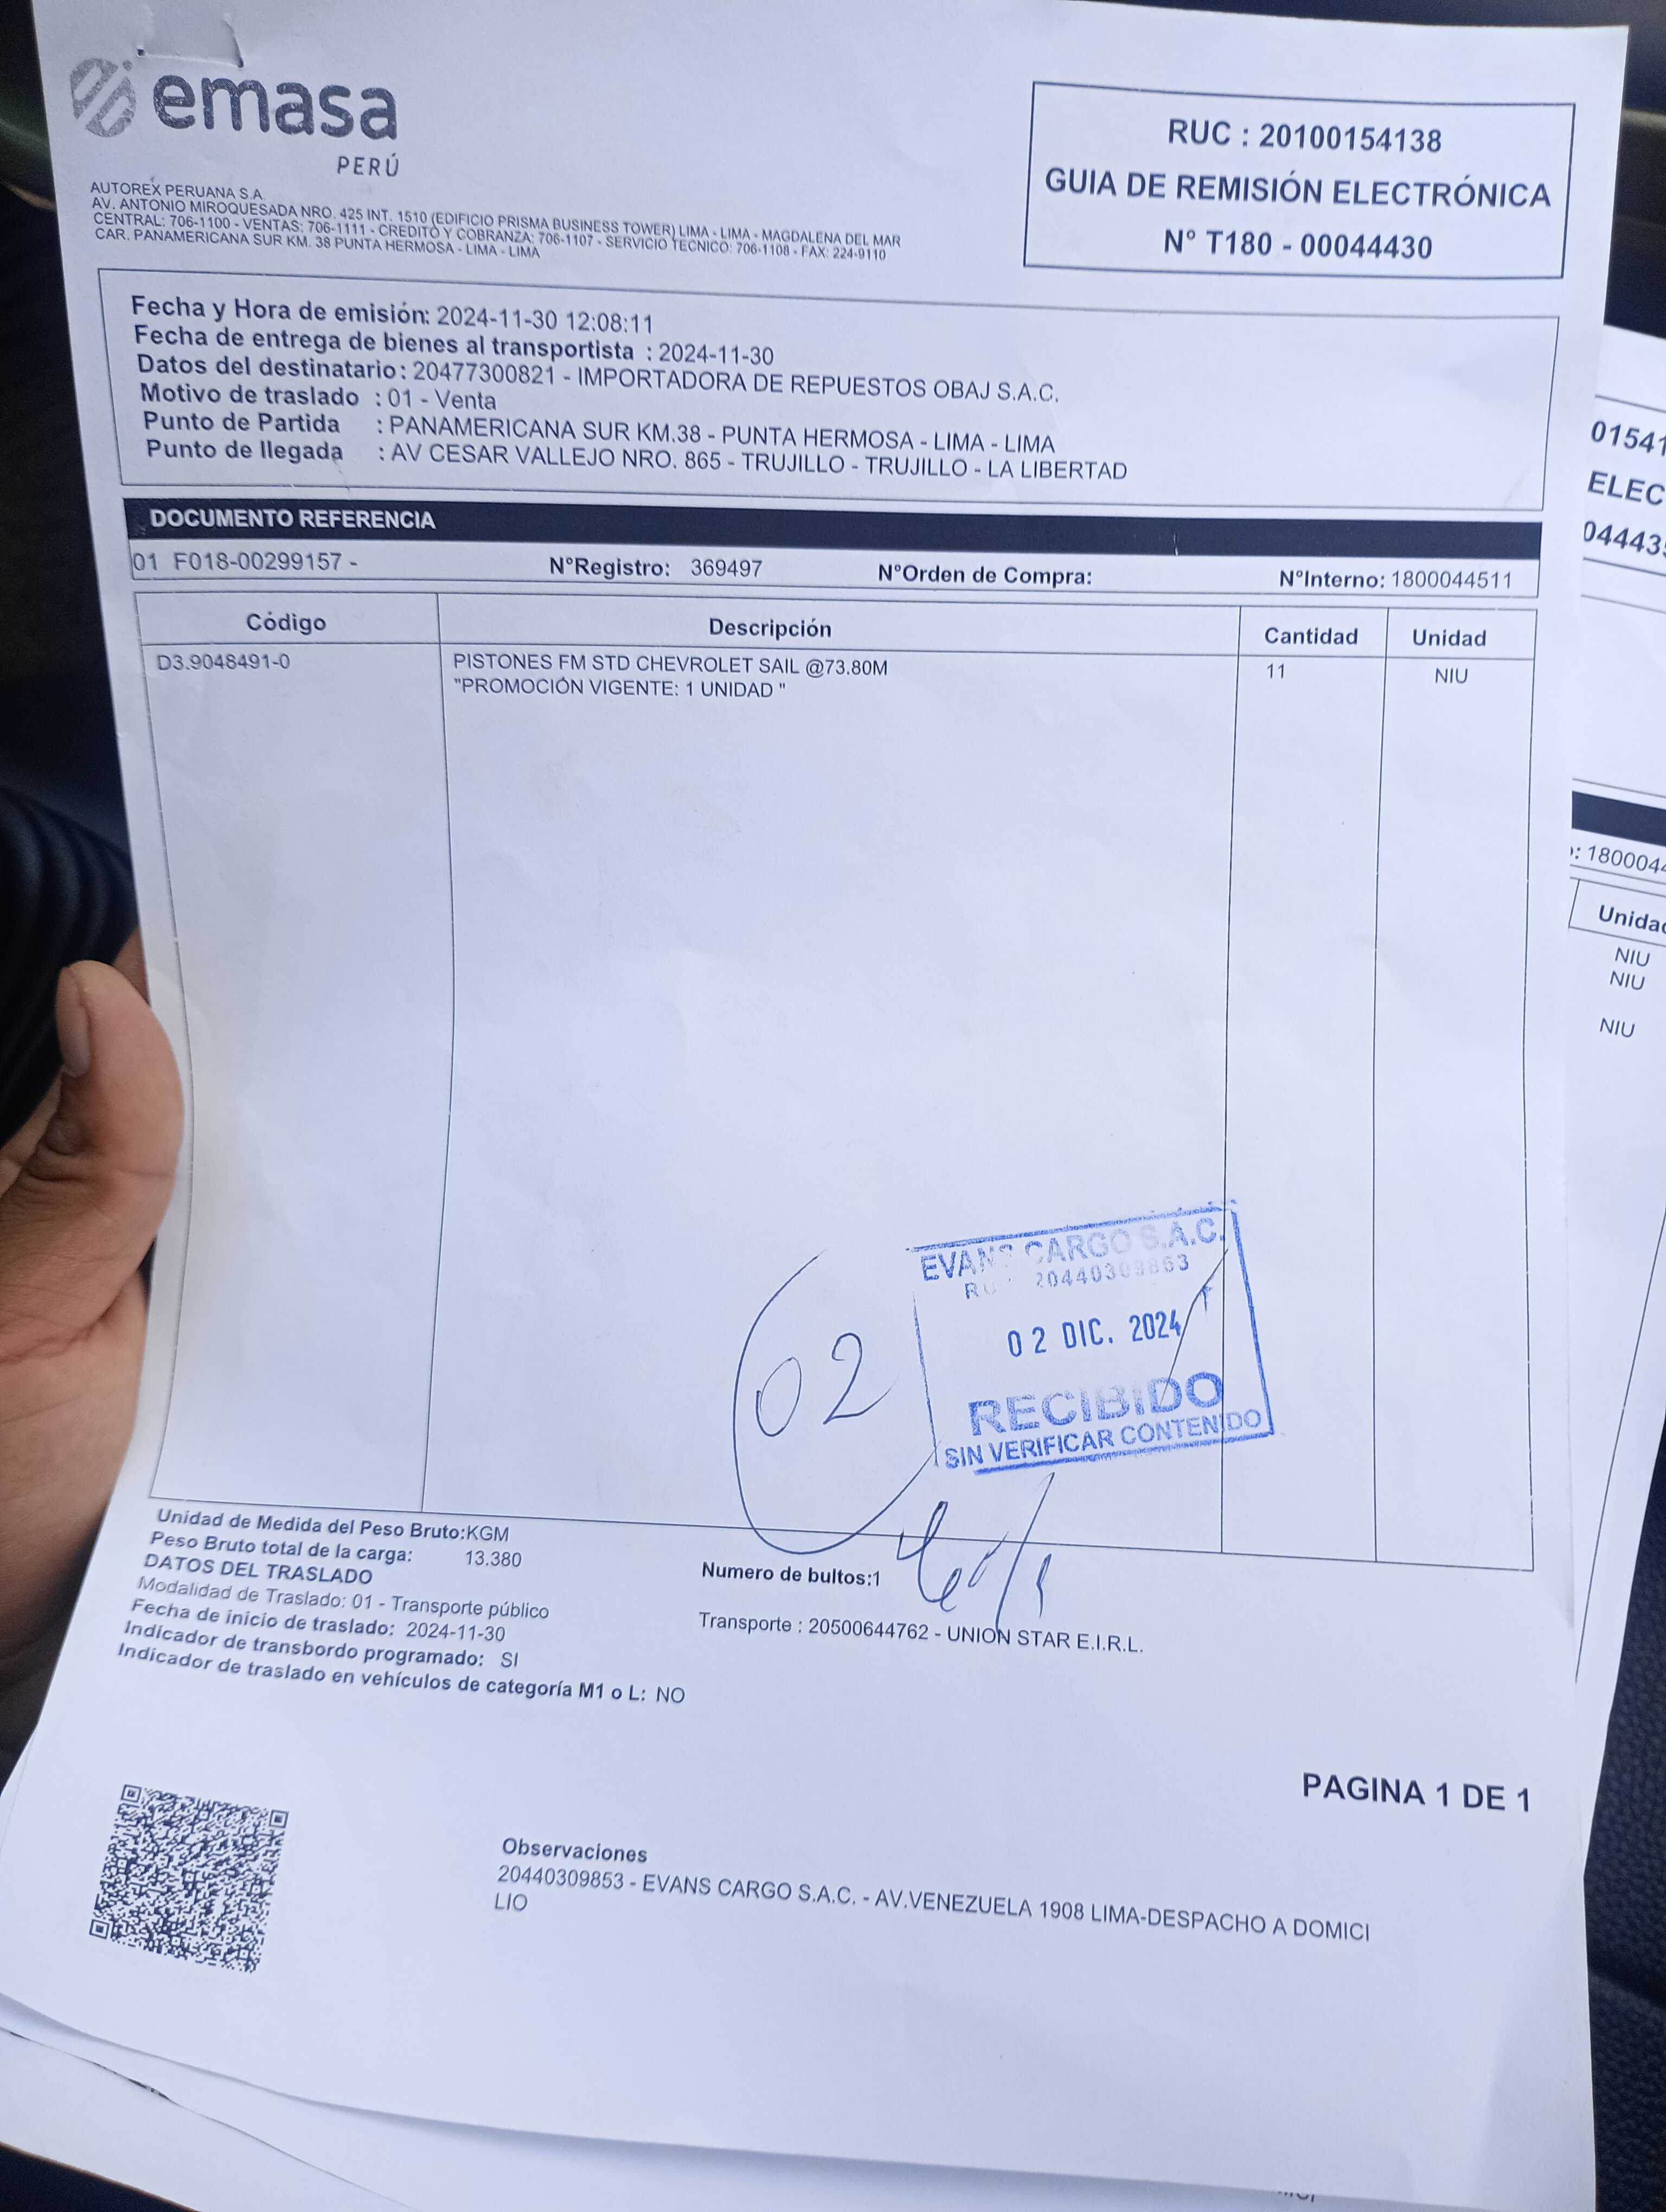 emasa
PERÚ
AUTOREX PERUANA S.A.
AV. ANTONIO MIROQUESADA NRO. 425 INT. 1510 (EDIFICIO PRISMA BUSINESS TOWER) LIMA - LIMA - MAGDALENA DEL MAR
CENTRAL: 706-1100 - VENTAS: 706-1111 - CREDITO Y COBRANZA: 706-1107 - SERVICIO TECNICO: 706-1108 - FAX: 224-9110
CAR. PANAMERICANA SUR KM. 38 PUNTA HERMOSA - LIMA - LIMA
RUC : 20100154138
GUIA DE REMISIÓN ELECTRÓNICA
N° T180 - 00044430
Fecha y Hora de emisión: 2024-11-30 12:08:11
Fecha de entrega de bienes al transportista : 2024-11-30
Datos del destinatario: 20477300821 - IMPORTADORA DE REPUESTOS OBAJ S.A.C.
Motivo de traslado : 01 - Venta
Punto de Partida : PANAMERICANA SUR KM.38 - PUNTA HERMOSA - LIMA - LIMA
Punto de llegada : AV CESAR VALLEJO NRO. 865 - TRUJILLO - TRUJILLO - LA LIBERTAD
DOCUMENTO REFERENCIA
01 F018-00299157 - N°Registro: 369497 N°Orden de Compra: N°Interno: 1800044511
Código Descripción Cantidad Unidad
D3.9048491-0 PISTONES FM STD CHEVROLET SAIL @73.80M 11 NIU
"PROMOCIÓN VIGENTE: 1 UNIDAD "
EVANS CARGO S.A.C.
02 DIC. 2024
02
RECIBIDO
SIN VERIFICAR CONTENIDO
Unidad de Medida del Peso Bruto:KGM
Peso Bruto total de la carga: 13.380
Numero de bultos:1
DATOS DEL TRASLADO
Modalidad de Traslado: 01 - Transporte público
Transporte : 20500644762 - UNION STAR E.I.R.L.
Fecha de inicio de traslado: 2024-11-30
Indicador de transbordo programado: SI
Indicador de traslado en vehículos de categoría M1 o L: NO
PAGINA 1 DE 1
Observaciones
20440309853 - EVANS CARGO S.A.C. - AV.VENEZUELA 1908 LIMA-DESPACHO A DOMICI
LIO
01541
ELEC
Unidad
NIU
NIU
NIU